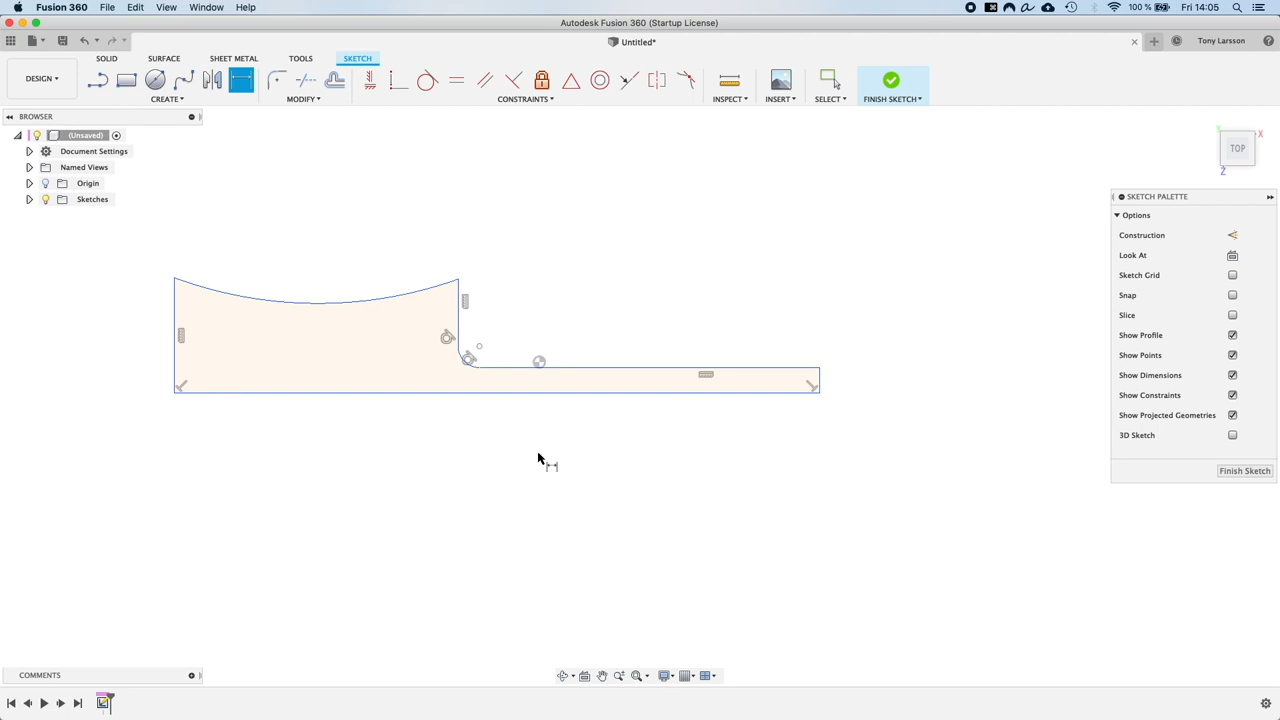 Fusion 360 File Edit View Window Help 100 % Fri 14:05
Autodesk Fusion 360 (Startup License)
Untitled* Tony Larsson
SOLID SURFACE SHEET METAL TOOLS SKETCH
DESIGN
CREATE MODIFY CONSTRAINTS INSPECT INSERT SELECT FINISH SKETCH
BROWSER
(Unsaved)
Document Settings
Named Views
Origin
Sketches
TOP
X
Z
SKETCH PALETTE
Options
Construction
Look At
Sketch Grid
Snap
Slice
Show Profile
Show Points
Show Dimensions
Show Constraints
Show Projected Geometries
3D Sketch
Finish Sketch
COMMENTS